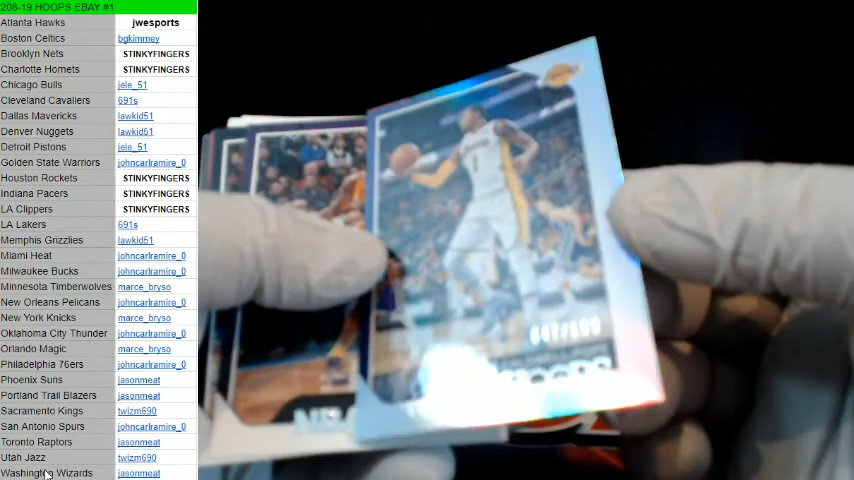 208-19 HOOPS EBAY #1
Atlanta Hawks jwesports
Boston Celtics bgkimmey
Brooklyn Nets STINKYFINGERS
Charlotte Hornets STINKYFINGERS
Chicago Bulls jele_51
Cleveland Cavaliers 691s
Dallas Mavericks lawkid51
Denver Nuggets lawkid51
Detroit Pistons jele_51
Golden State Warriors johncarlramire_0
Houston Rockets STINKYFINGERS
Indiana Pacers STINKYFINGERS
LA Clippers STINKYFINGERS
LA Lakers 691s
Memphis Grizzlies lawkid51
Miami Heat johncarlramire_0
Milwaukee Bucks johncarlramire_0
Minnesota Timberwolves marce_bryso
New Orleans Pelicans johncarlramire_0
New York Knicks marce_bryso
Oklahoma City Thunder johncarlramire_0
Orlando Magic marce_bryso
Philadelphia 76ers johncarlramire_0
Phoenix Suns jasonmeat
Portland Trail Blazers jasonmeat
Sacramento Kings twizm690
San Antonio Spurs johncarlramire_0
Toronto Raptors jasonmeat
Utah Jazz twizm690
Washington Wizards jasonmeat